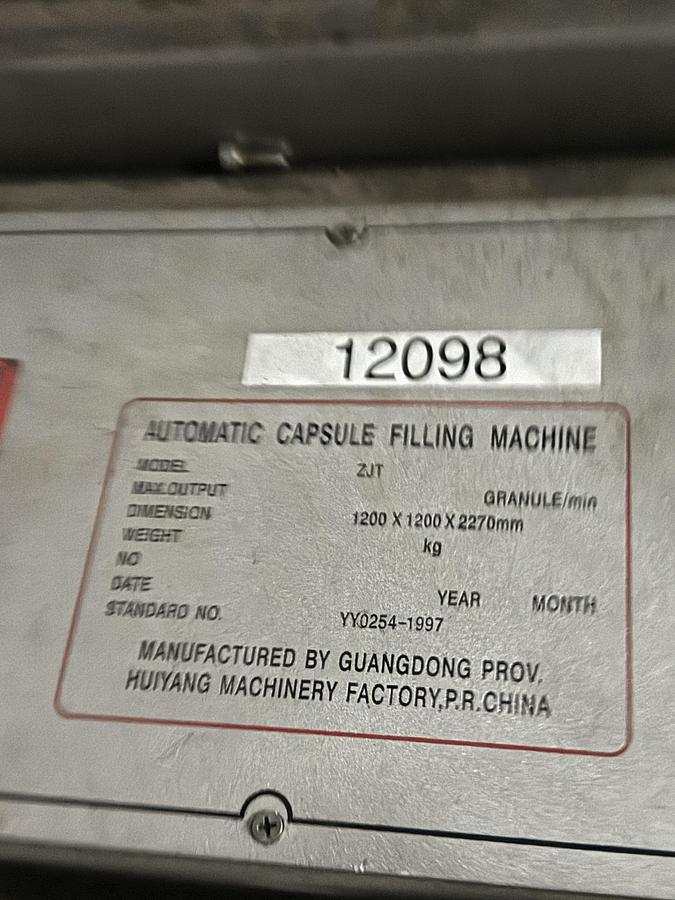 12098
AUTOMATIC CAPSULE FILLING MACHINE
MODEL ZJT
MAX.OUTPUT GRANULE/min
DIMENSION 1200 X 1200 X 2270mm
WEIGHT kg
NO
DATE YEAR MONTH
STANDARD NO. YY0254-1997
MANUFACTURED BY GUANGDONG PROV.
HUIYANG MACHINERY FACTORY,P.R.CHINA